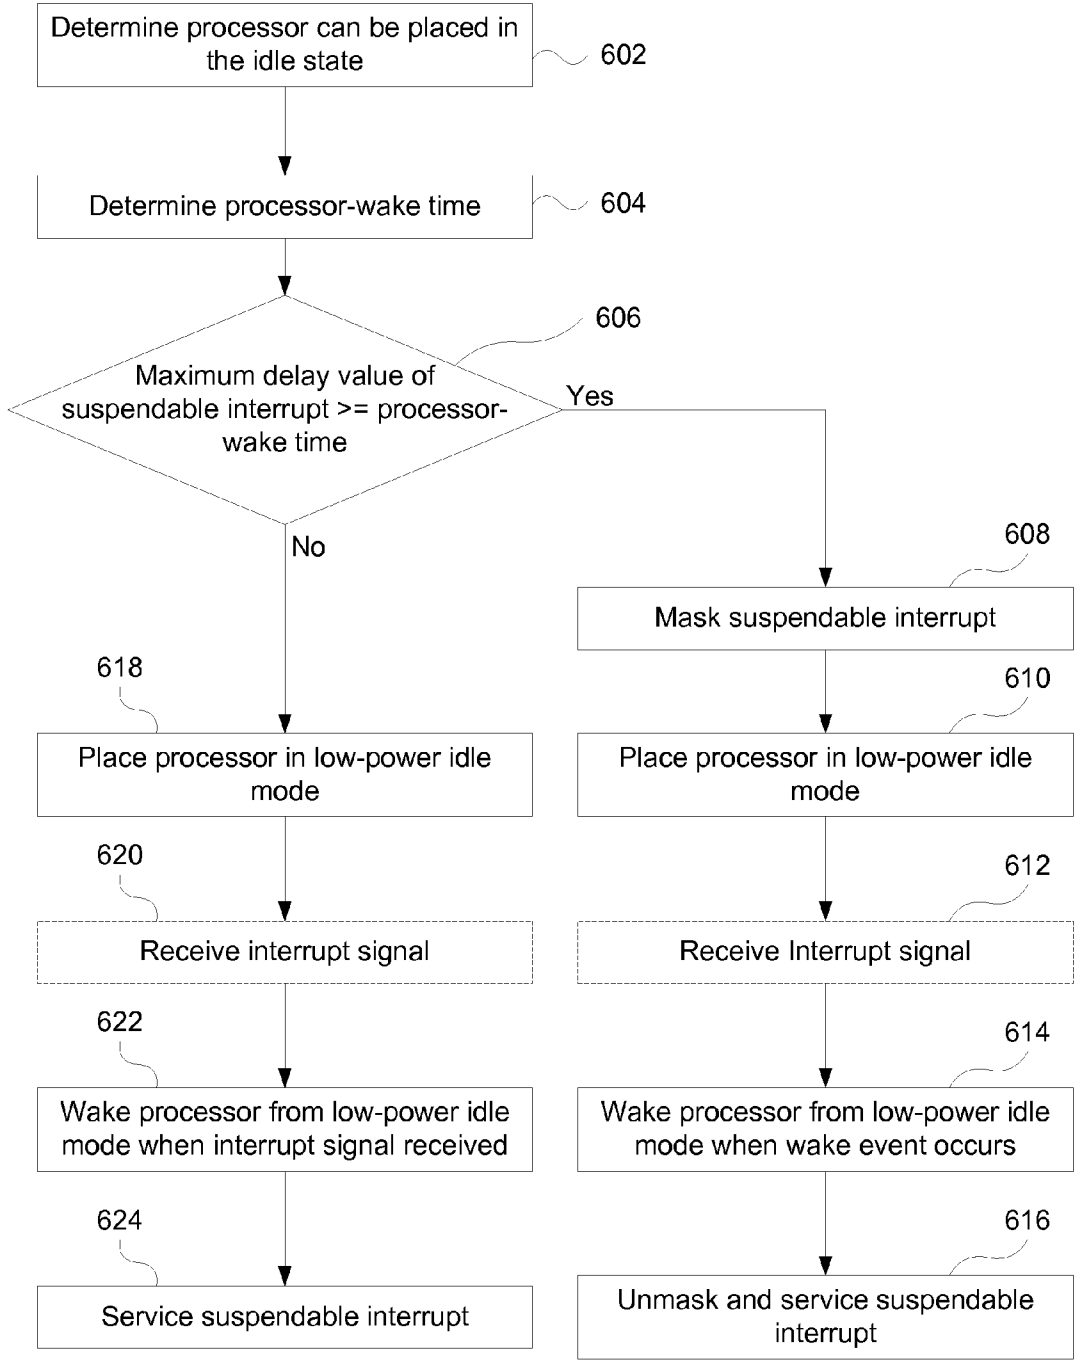 Determine processor can be placed in
the idle state
602
Determine processor-wake time
604
606
Maximum delay value of
suspendable interrupt >= processor-
wake time
Yes
No
608
Mask suspendable interrupt
618
610
Place processor in low-power idle
mode
Place processor in low-power idle
mode
620
612
Receive interrupt signal
Receive Interrupt signal
622
614
Wake processor from low-power idle
mode when interrupt signal received
Wake processor from low-power idle
mode when wake event occurs
624
616
Service suspendable interrupt
Unmask and service suspendable
interrupt